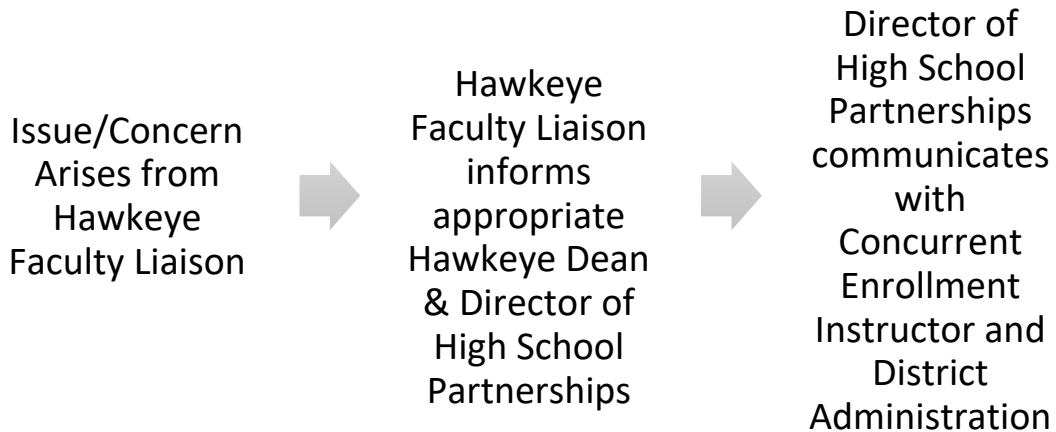 Issue/Concern
Arises from
Hawkeye
Faculty Liaison
Hawkeye
Faculty Liaison
informs
appropriate
Hawkeye Dean
& Director of
High School
Partnerships
Director of
High School
Partnerships
communicates
with
Concurrent
Enrollment
Instructor and
District
Administration